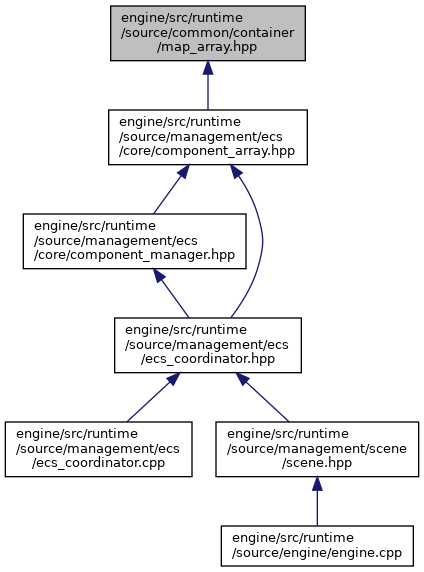 engine/src/runtime
/source/common/container
/map_array.hpp
engine/src/runtime
/source/management/ecs
/core/component_array.hpp
engine/src/runtime
/source/management/ecs
/core/component_manager.hpp
engine/src/runtime
/source/management/ecs
/ecs_coordinator.hpp
engine/src/runtime
/source/management/ecs
/ecs_coordinator.cpp
engine/src/runtime
/source/management/scene
/scene.hpp
engine/src/runtime
/source/engine/engine.cpp